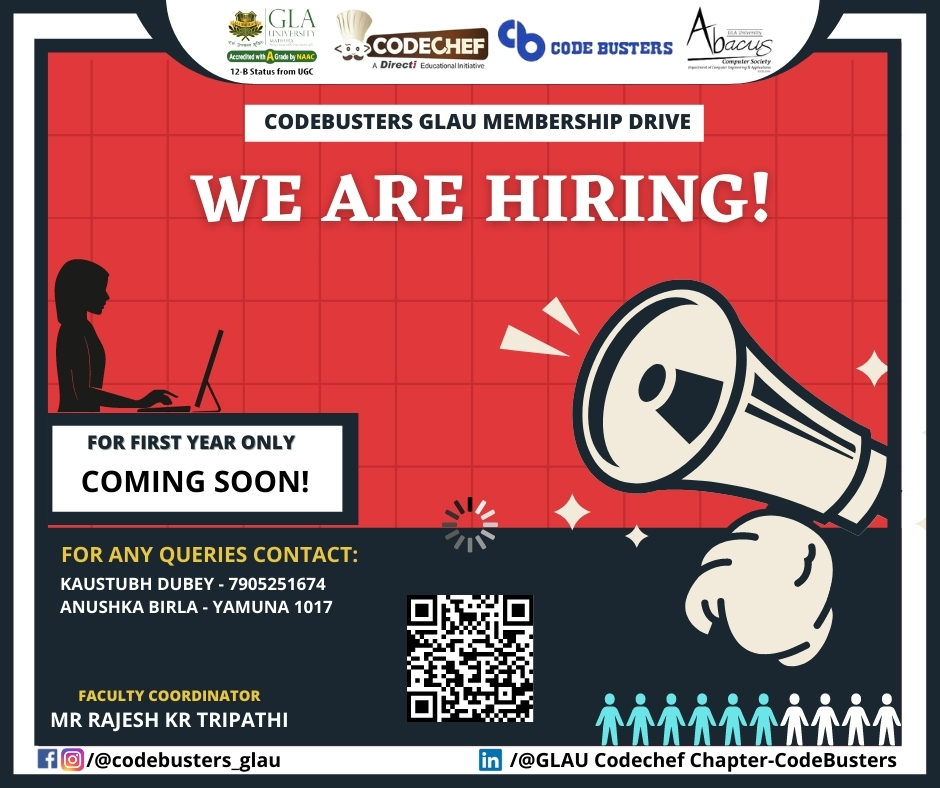 GLA
UNIVERSITY
MATHURA
Accredited with A Grade by NAAC
12-B Status from UGC
CODECHEF
A Directi Educational Initiative
CODE BUSTERS
GLA University
Abacus
Computer Society
Department of Computer Engineering & Applications
CODEBUSTERS GLAU MEMBERSHIP DRIVE
WE ARE HIRING!
FOR FIRST YEAR ONLY
COMING SOON!
FOR ANY QUERIES CONTACT:
KAUSTUBH DUBEY - 7905251674
ANUSHKA BIRLA - YAMUNA 1017
FACULTY COORDINATOR
MR RAJESH KR TRIPATHI
/@codebusters_glau
/@GLAU Codechef Chapter-CodeBusters